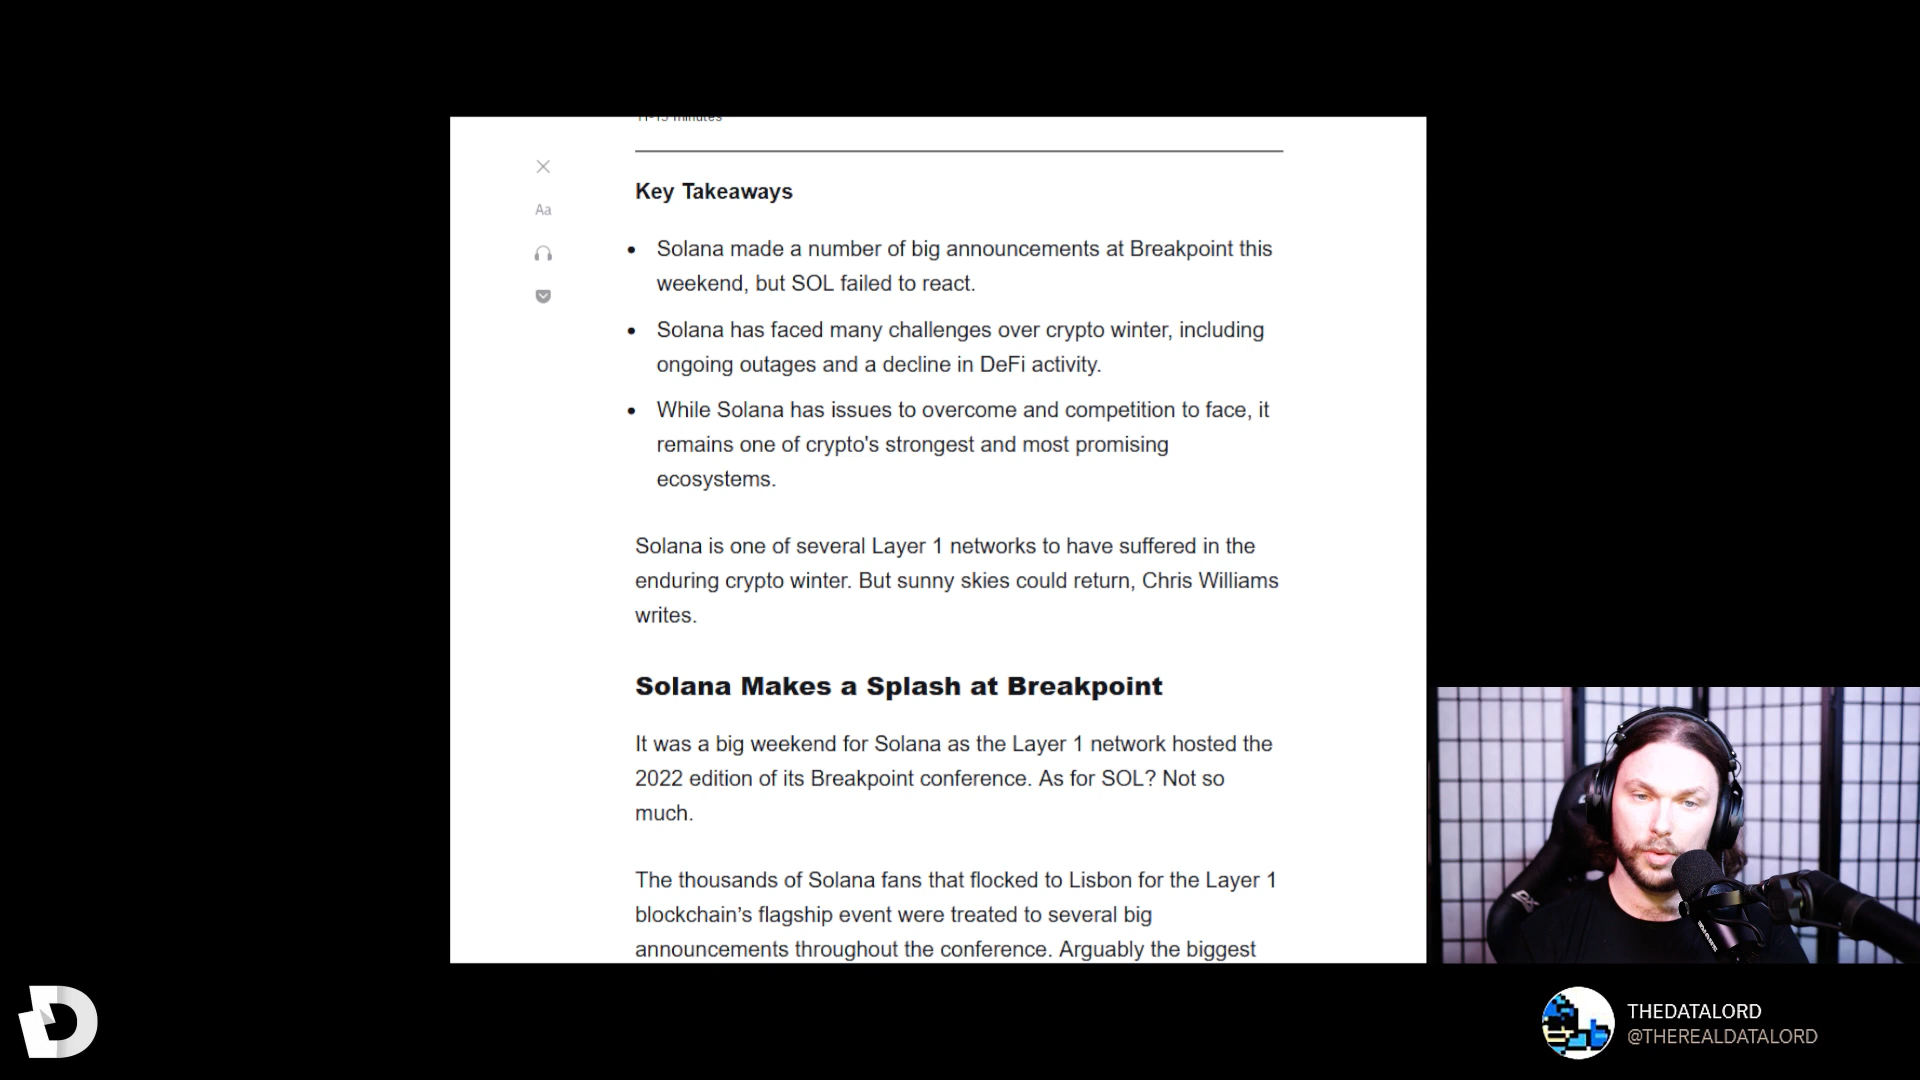 Key Takeaways
Aa
• Solana made a number of big announcements at Breakpoint this
weekend, but SOL failed to react.
• Solana has faced many challenges over crypto winter, including
ongoing outages and a decline in DeFi activity.
• While Solana has issues to overcome and competition to face, it
remains one of crypto's strongest and most promising
ecosystems.
Solana is one of several Layer 1 networks to have suffered in the
enduring crypto winter. But sunny skies could return, Chris Williams
writes.
Solana Makes a Splash at Breakpoint
It was a big weekend for Solana as the Layer 1 network hosted the
2022 edition of its Breakpoint conference. As for SOL? Not so
much.
The thousands of Solana fans that flocked to Lisbon for the Layer 1
blockchain’s flagship event were treated to several big
announcements throughout the conference. Arguably the biggest
D
THEDATALORD
@THEREALDATALORD